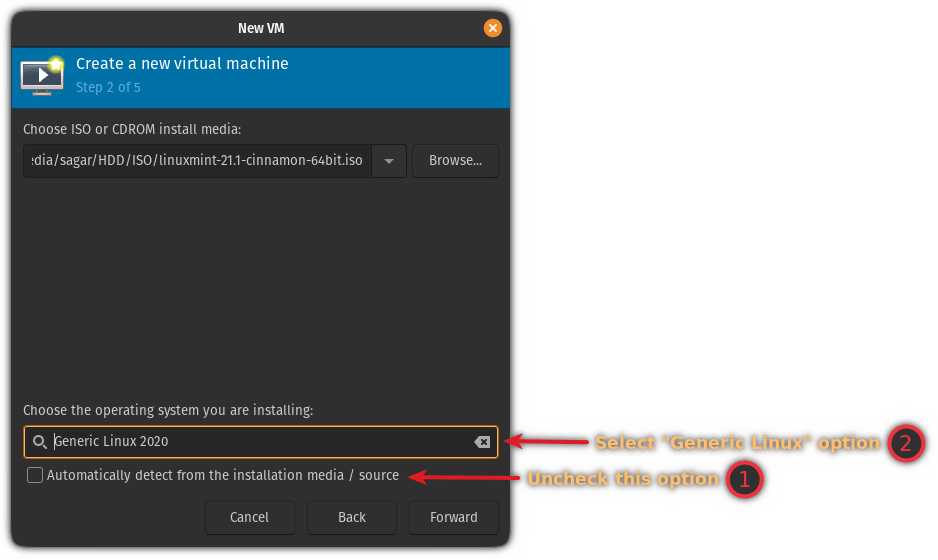 New VM
Create a new virtual machine
Step 2 of 5
Choose ISO or CDROM install media:
edia/sagar/HDD/ISO/linuxmint-21.1-cinnamon-64bit.iso
Browse...
Choose the operating system you are installing:
Generic Linux 2020
Select "Generic Linux" option 2
Automatically detect from the installation media / source
Uncheck this option 1
Cancel Back Forward